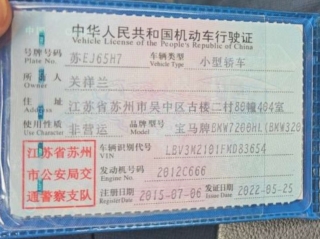 中华人民共和国机动车行驶证
Vehicle License of the People's Republic of China
号牌号码 苏EJ65H7 车辆类型 小型轿车
Plate No. Vehicle Type
所有人 关祥兰
Owner
住址 江苏省苏州市吴中区古楼二村88幢404室
Address
使用性质 非营运 品牌型号 宝马牌BMW7200HL(BMW320
Use Character Model
江苏省苏州 车辆识别代号 LBV3M2101FMD83654
市公安局交 VIN
通警察支队 发动机号码 2012C666
Engine No.
注册日期 2015-07-06 发证日期 2022-05-25
Register Date Issue Date